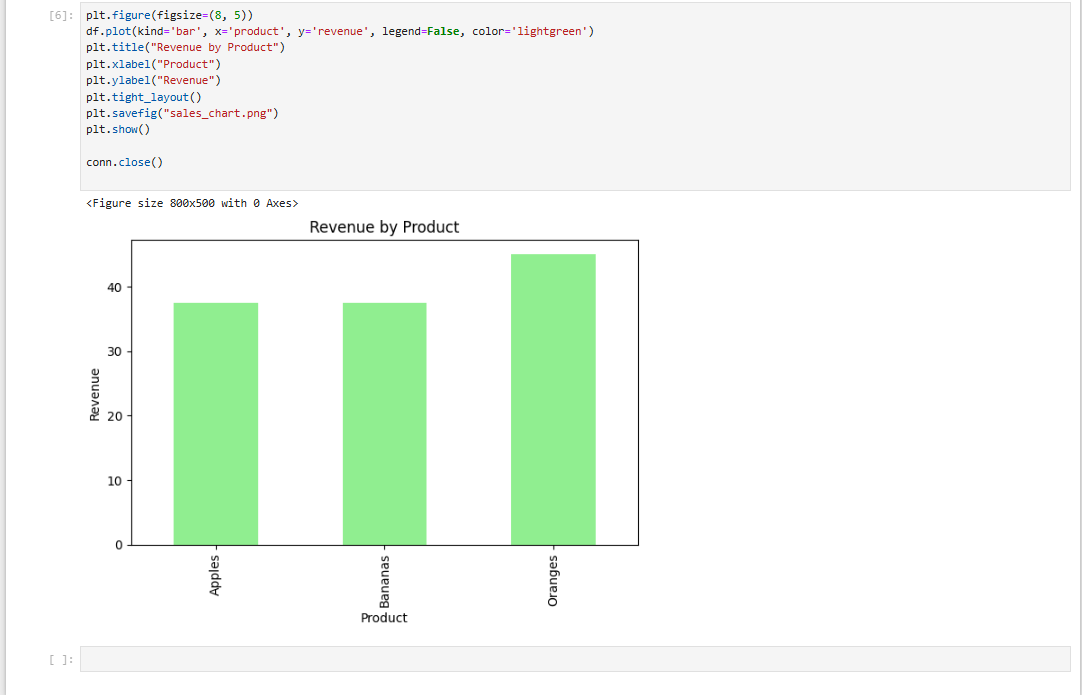 [6]: plt.figure(figsize=(8, 5))
df.plot(kind='bar', x='product', y='revenue', legend=False, color='lightgreen')
plt.title("Revenue by Product")
plt.xlabel("Product")
plt.ylabel("Revenue")
plt.tight_layout()
plt.savefig("sales_chart.png")
plt.show()
conn.close()
<Figure size 800x500 with 0 Axes>
Revenue by Product
40
30
20
10
0
Revenue
Apples
Bananas
Oranges
Product
[ ]: